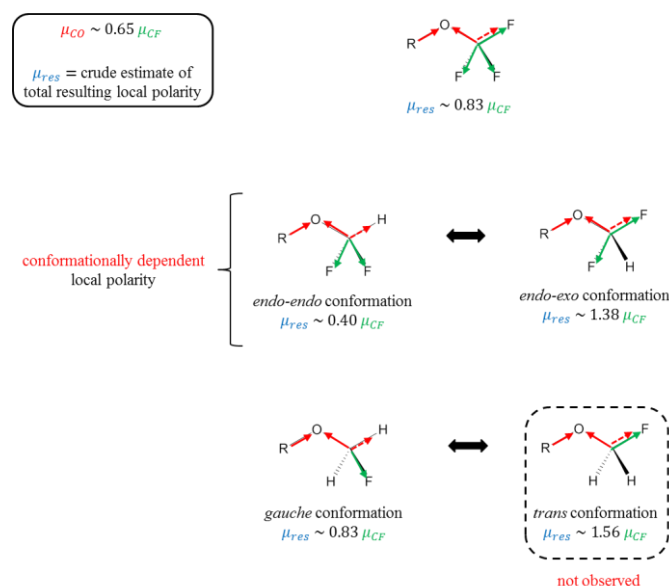 μCO ~ 0.65 μCF
μres = crude estimate of
total resulting local polarity
O
F
R
F
F
μres ~ 0.83 μCF
conformationally dependent
local polarity
O
H
R
F
F
endo-endo conformation
μres ~ 0.40 μCF
O
F
R
F
H
endo-exo conformation
μres ~ 1.38 μCF
O
H
R
H
F
gauche conformation
μres ~ 0.83 μCF
O
F
R
H
H
trans conformation
μres ~ 1.56 μCF
not observed